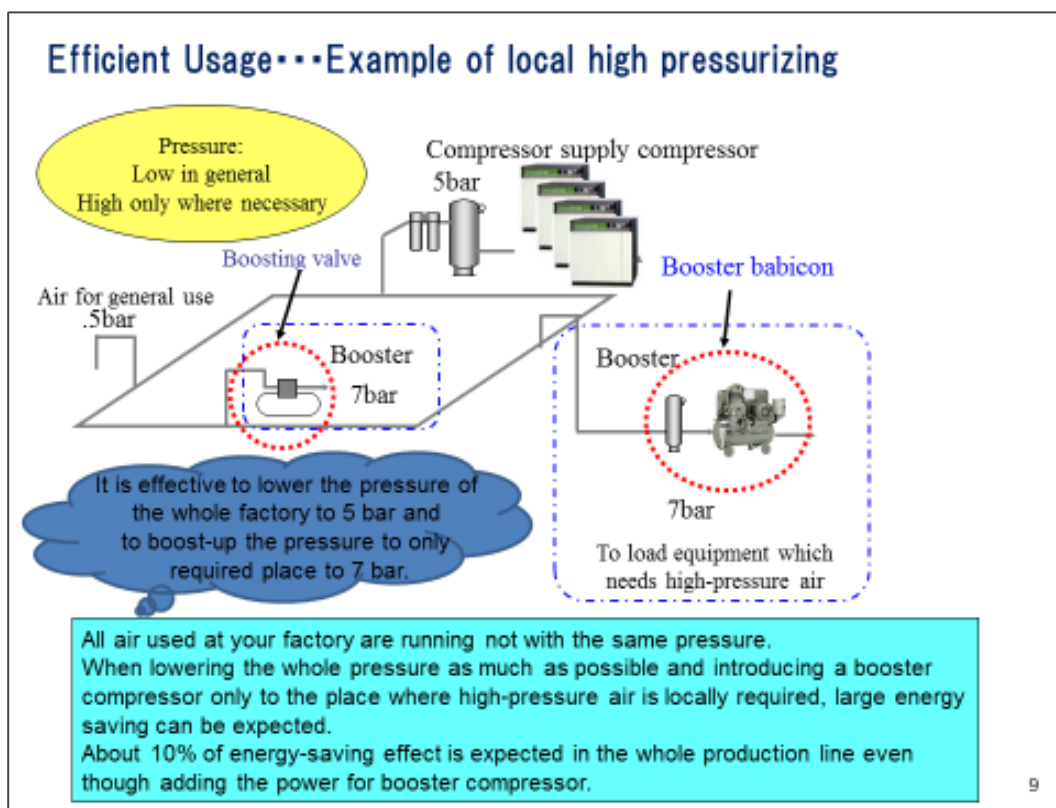 Efficient Usage･･･Example of local high pressurizing
Pressure:
Low in general
High only where necessary
Compressor supply compressor
5bar
Boosting valve
Booster babicon
Air for general use
.5bar
Booster
7bar
Booster
7bar
To load equipment which
needs high-pressure air
It is effective to lower the pressure of
the whole factory to 5 bar and
to boost-up the pressure to only
required place to 7 bar.
All air used at your factory are running not with the same pressure.
When lowering the whole pressure as much as possible and introducing a booster
compressor only to the place where high-pressure air is locally required, large energy
saving can be expected.
About 10% of energy-saving effect is expected in the whole production line even
though adding the power for booster compressor.
9